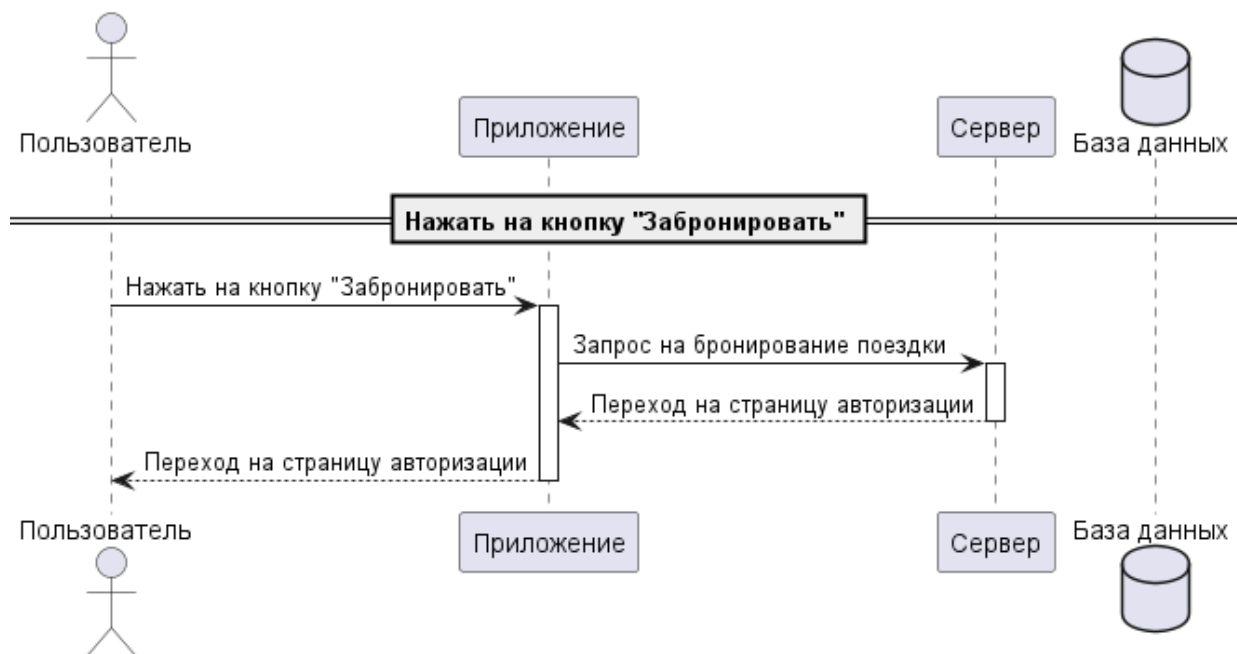 Пользователь
Приложение
Сервер
База данных
Нажать на кнопку "Забронировать"
Нажать на кнопку "Забронировать"
Запрос на бронирование поездки
Переход на страницу авторизации
Переход на страницу авторизации
Пользователь
Приложение
Сервер
База данных